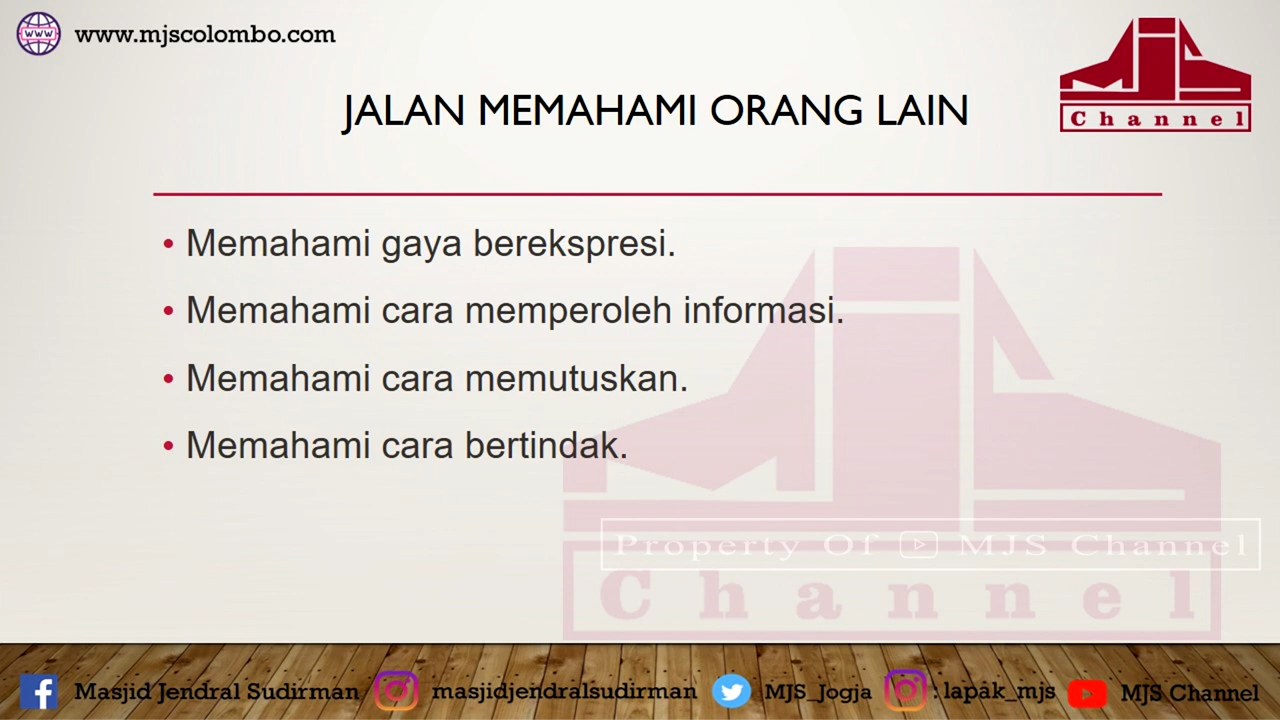 www.mjscolombo.com
MJS
Channel
JALAN MEMAHAMI ORANG LAIN
• Memahami gaya berekspresi.
• Memahami cara memperoleh informasi.
• Memahami cara memutuskan.
• Memahami cara bertindak.
Property Of MJS Channel
Channel
Masjid Jendral Sudirman masjidjendralsudirman MJS_Jogja : lapak_mjs MJS Channel